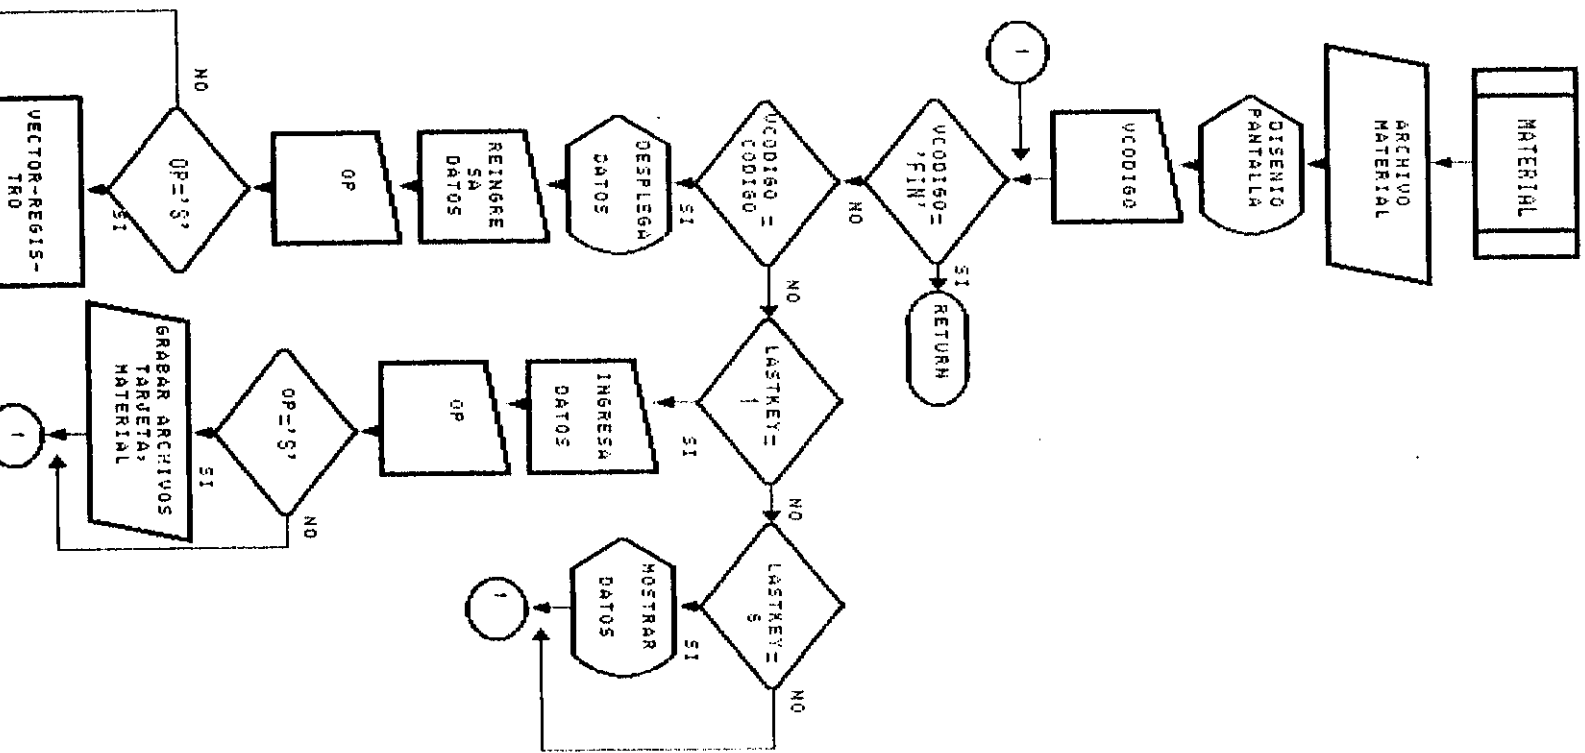 MATERIAL
ARCHIVO
MATERIAL
DISENIO
PANTALLA
VCODIGO
1
VCODIGO=
'FIN'
SI
RETURN
NO
VCODIGO =
CODIGO
SI
NO
DESPLEGA
DATOS
REINGRE
SA
DATOS
OP
OP='S'
NO
SI
VECTOR-REGIS-
TRO
LASTKEY=
SI
NO
INGRESA
DATOS
OP
OP='S'
SI
NO
GRABAR ARCHIVOS
TARJETA,
MATERIAL
1
LASTKEY=
6
SI
NO
MOSTRAR
DATOS
1